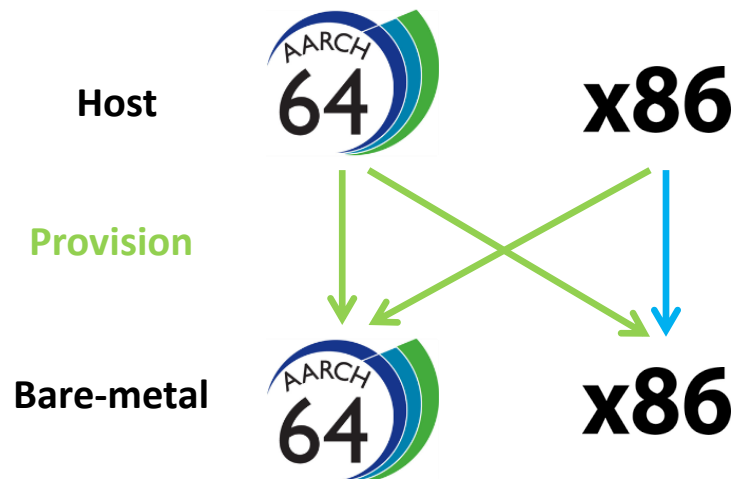 AARCH
64
Host
x86
Provision
AARCH
64
Bare-metal
x86